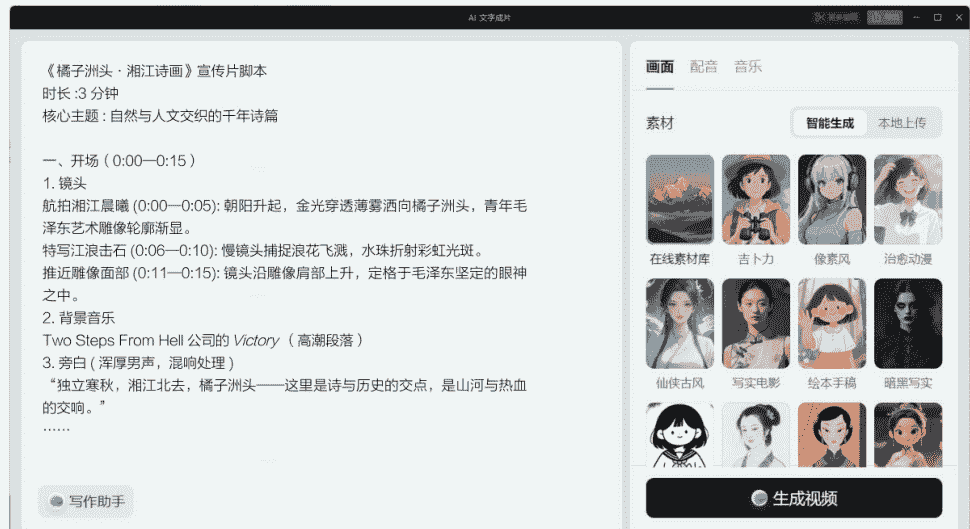 AI 文字成片
《橘子洲头·湘江诗画》宣传片脚本
时长:3 分钟
核心主题:自然与人文交织的千年诗篇
一、开场(0:00—0:15)
1. 镜头
航拍湘江晨曦(0:00—0:05): 朝阳升起，金光穿透薄雾洒向橘子洲头，青年毛
泽东艺术雕像轮廓渐显。
特写江浪击石(0:06—0:10): 慢镜头捕捉浪花飞溅，水珠折射彩虹光斑。
推近雕像面部(0:11—0:15): 镜头沿雕像肩部上升，定格于毛泽东坚定的眼神
之中。
2. 背景音乐
Two Steps From Hell 公司的 Victory（高潮段落）
3. 旁白(浑厚男声，混响处理)
“独立寒秋，湘江北去，橘子洲头——这里是诗与历史的交点，是山河与热血
的交响。”
……
写作助手
画面 配音 音乐
素材 智能生成 本地上传
在线素材库 吉卜力 像素风 治愈动漫
仙侠古风 写实电影 绘本手稿 暗黑写实
生成视频